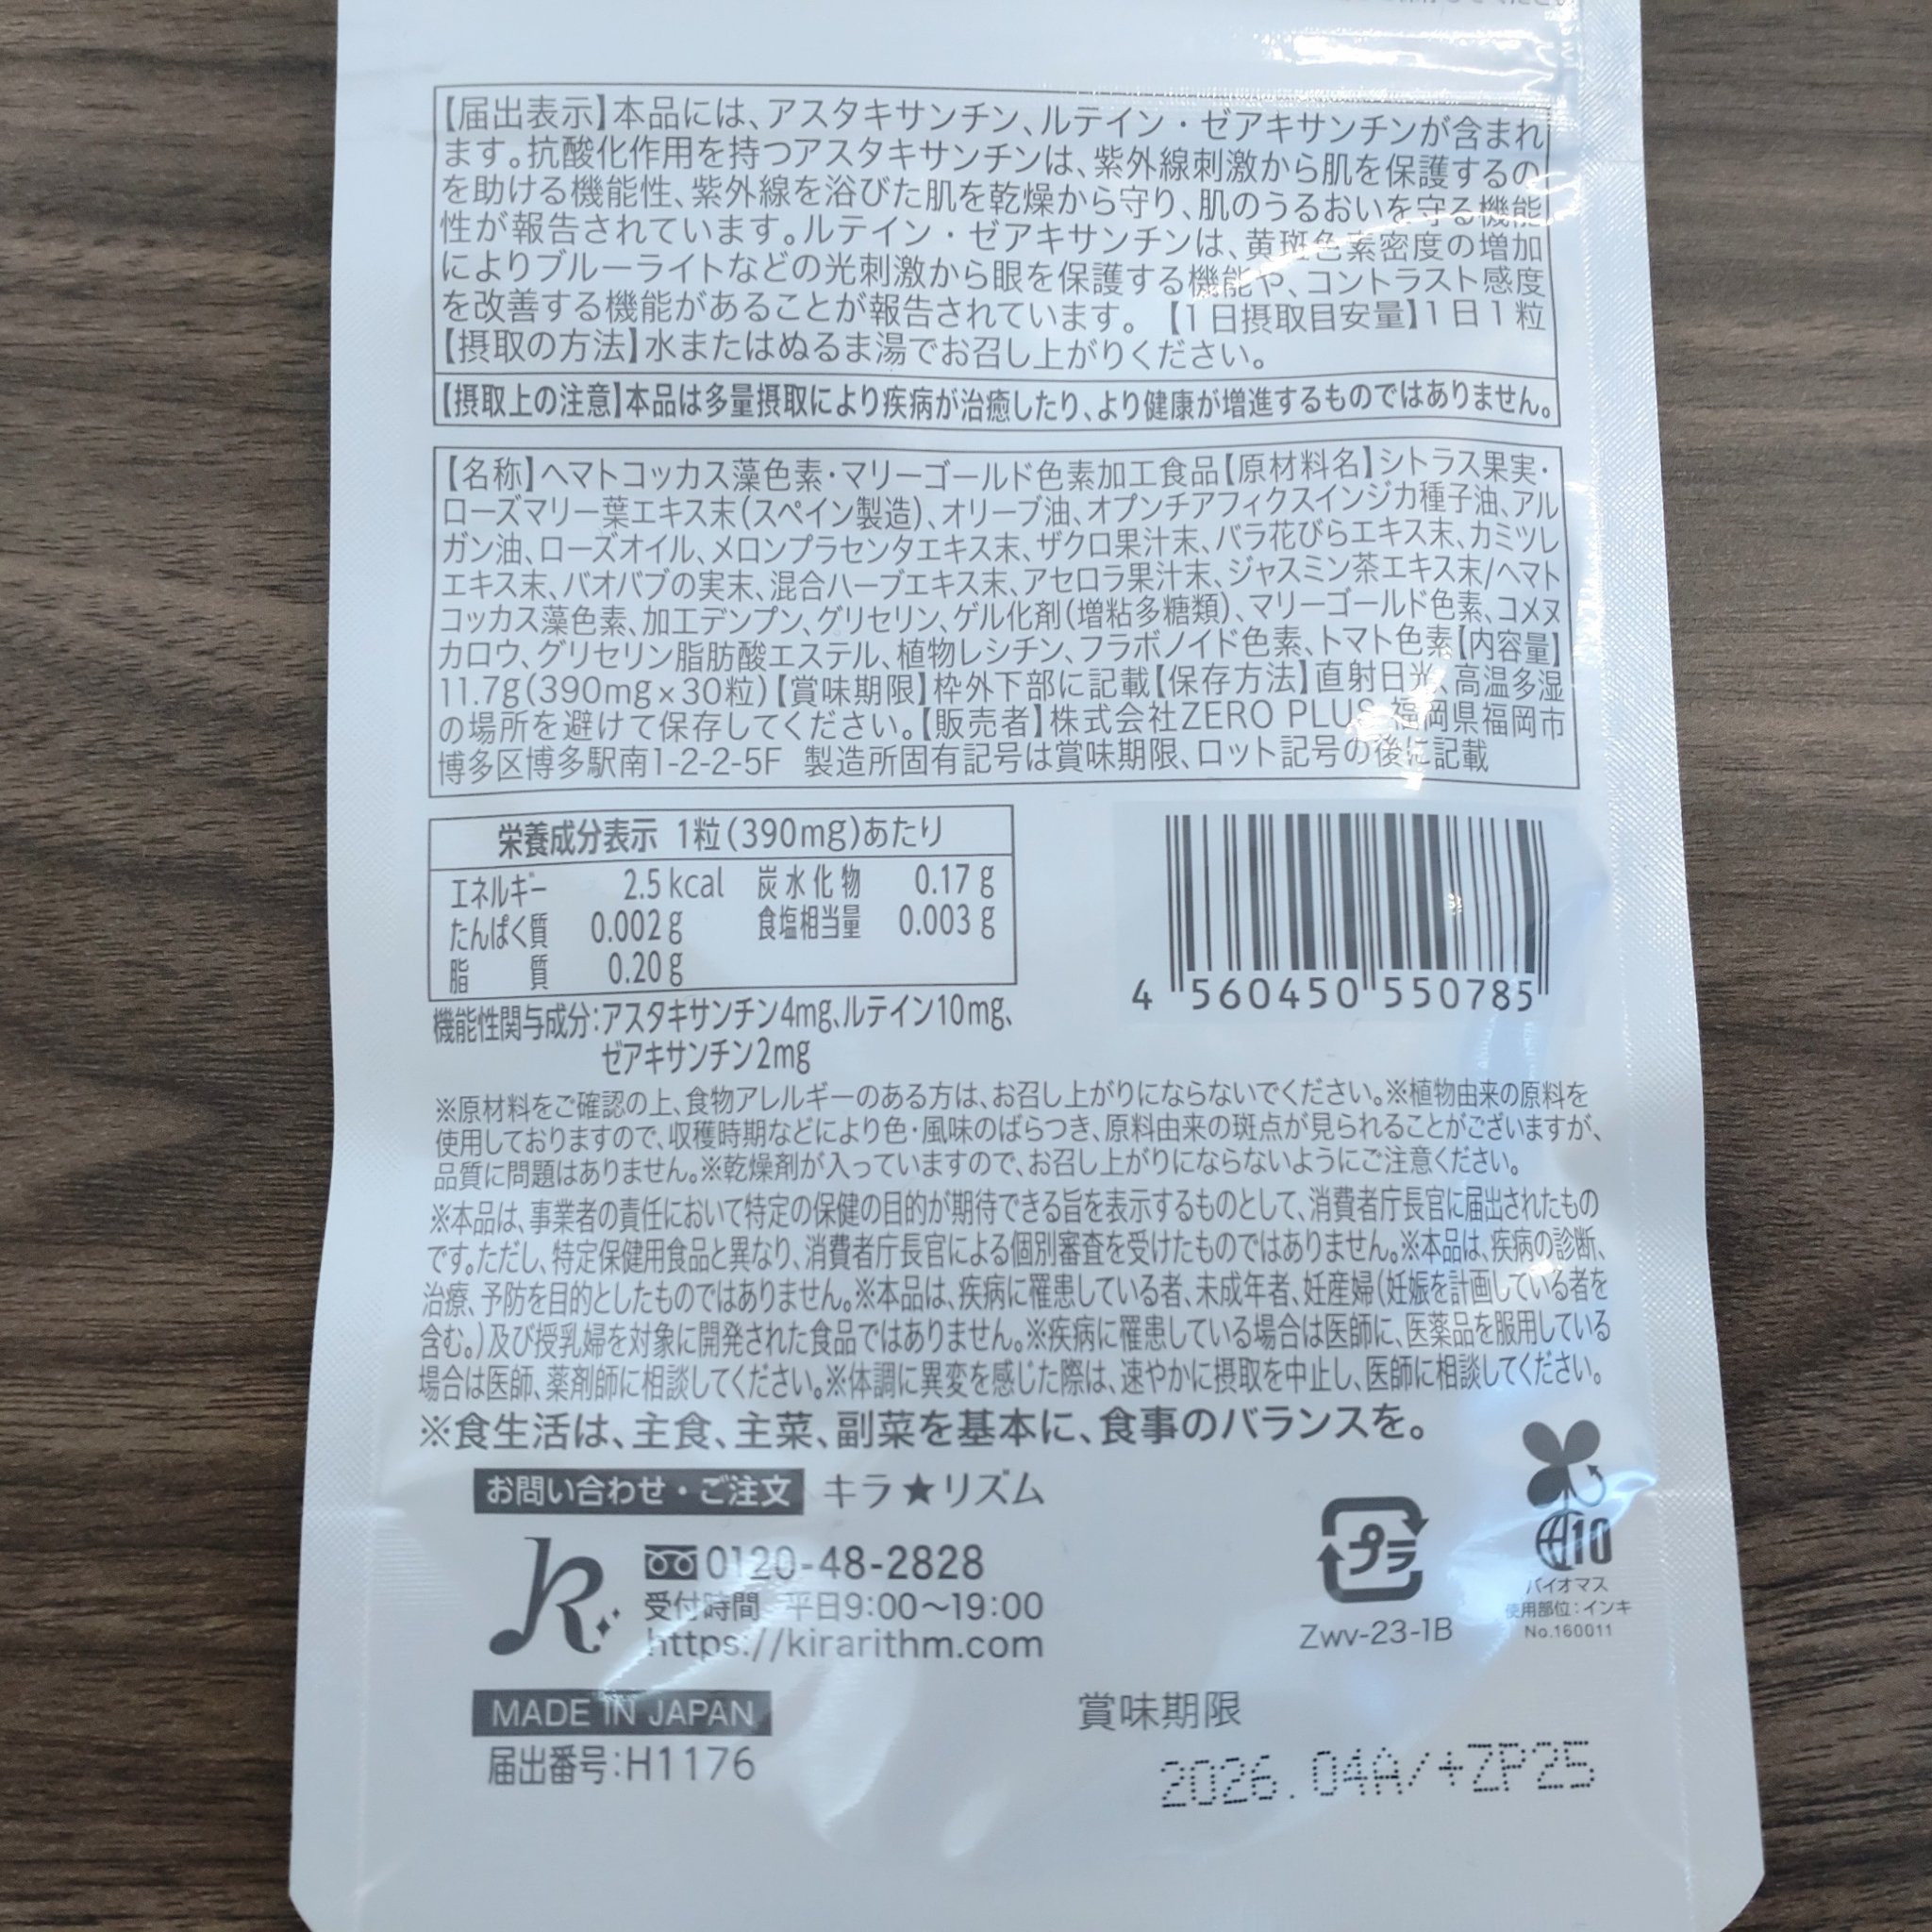 【届出表示】本品には、アスタキサンチン、ルテイン・ゼアキサンチンが含まれ
ます。抗酸化作用を持つアスタキサンチンは、紫外線刺激から肌を保護するの
を助ける機能性、紫外線を浴びた肌を乾燥から守り、肌のうるおいを守る機能
性が報告されています。ルテイン・ゼアキサンチンは、黄斑色素密度の増加
によりブルーライトなどの光刺激から眼を保護する機能や、コントラスト感度
を改善する機能があることが報告されています。【1日摂取目安量】1日1粒
【摂取の方法】水またはぬるま湯でお召し上がりください。
【摂取上の注意】本品は多量摂取により疾病が治癒したり、より健康が増進するものではありません。
【名称】ヘマトコッカス藻色素・マリーゴールド色素加工食品【原材料名】シトラス果実・
ローズマリー葉エキス末(スペイン製造)、オリーブ油、オプンチアフィクスインジカ種子油、アル
ガン油、ローズオイル、メロンプラセンタエキス末、ザクロ果汁末、バラ花びらエキス末、カミツレ
エキス末、バオバブの実末、混合ハーブエキス末、アセロラ果汁末、ジャスミン茶エキス末/ヘマト
コッカス藻色素、加工デンプン、グリセリン、ゲル化剤(増粘多糖類)、マリーゴールド色素、コメヌ
カロウ、グリセリン脂肪酸エステル、植物レシチン、フラボノイド色素、トマト色素【内容量】
11.7g(390mg×30粒)【賞味期限】枠外下部に記載【保存方法】直射日光、高温多湿
の場所を避けて保存してください。【販売者】株式会社ZERO PLUS 福岡県福岡市
博多区博多駅南1-2-2-5F 製造所固有記号は賞味期限、ロット記号の後に記載
栄養成分表示 1粒(390mg)あたり
エネルギー 2.5kcal 炭水化物 0.17g
たんぱく質 0.002g 食塩相当量 0.003g
脂質 0.20g
4 560450 550785
機能性関与成分:アスタキサンチン4mg、ルテイン10mg、
ゼアキサンチン2mg
※原材料をご確認の上、食物アレルギーのある方は、お召し上がりにならないでください。※植物由来の原料を
使用しておりますので、収穫時期などにより色・風味のばらつき、原料由来の斑点が見られることがございますが、
品質に問題はありません。※乾燥剤が入っていますので、お召し上がりにならないようにご注意ください。
※本品は、事業者の責任において特定の保健の目的が期待できる旨を表示するものとして、消費者庁長官に届出されたもの
です。ただし、特定保健用食品と異なり、消費者庁長官による個別審査を受けたものではありません。※本品は、疾病の診断、
治療、予防を目的としたものではありません。※本品は、疾病に罹患している者、未成年者、妊産婦(妊娠を計画している者を
含む。)及び授乳婦を対象に開発された食品ではありません。※疾病に罹患している場合は医師に、医薬品を服用している
場合は医師、薬剤師に相談してください。※体調に異変を感じた際は、速やかに摂取を中止し、医師に相談してください。
※食生活は、主食、主菜、副菜を基本に、食事のバランスを。
お問い合わせ・ご注文 キラ★リズム
0120-48-2828
受付時間 平日9:00～19:00
https://kirarithm.com
プラ
Zwv-23-1B
10
バイオマス
使用部位:インキ
No.160011
MADE IN JAPAN
届出番号:H1176
賞味期限
2026.04A/+ZP25